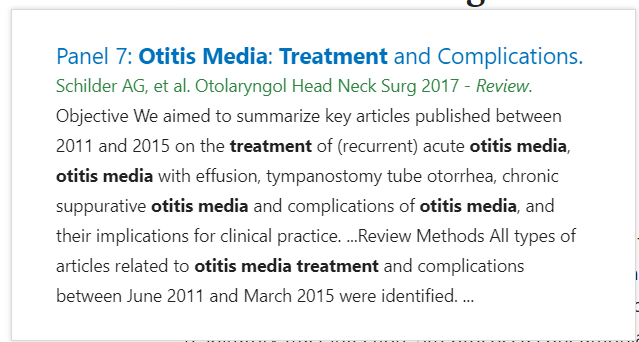 Panel 7: Otitis Media: Treatment and Complications.
Schilder AG, et al. Otolaryngol Head Neck Surg 2017 - Review.
Objective We aimed to summarize key articles published between
2011 and 2015 on the treatment of (recurrent) acute otitis media,
otitis media with effusion, tympanostomy tube otorrhea, chronic
suppurative otitis media and complications of otitis media, and
their implications for clinical practice. ...Review Methods All types of
articles related to otitis media treatment and complications
between June 2011 and March 2015 were identified. ...